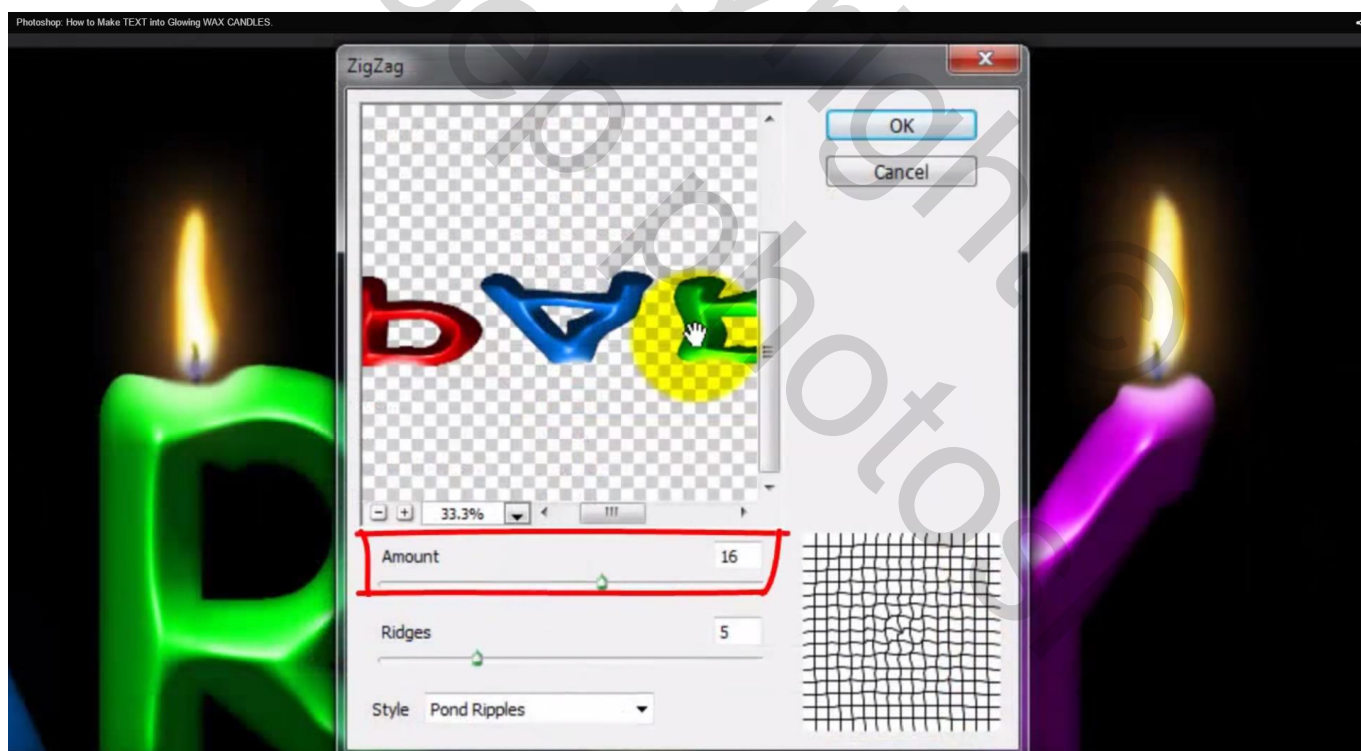 Photoshop: How to Make TEXT into Glowing WAX CANDLES.
ZigZag
x
OK
Cancel
33.3%
Amount 16
Ridges 5
Style Pond Ripples
R
Y